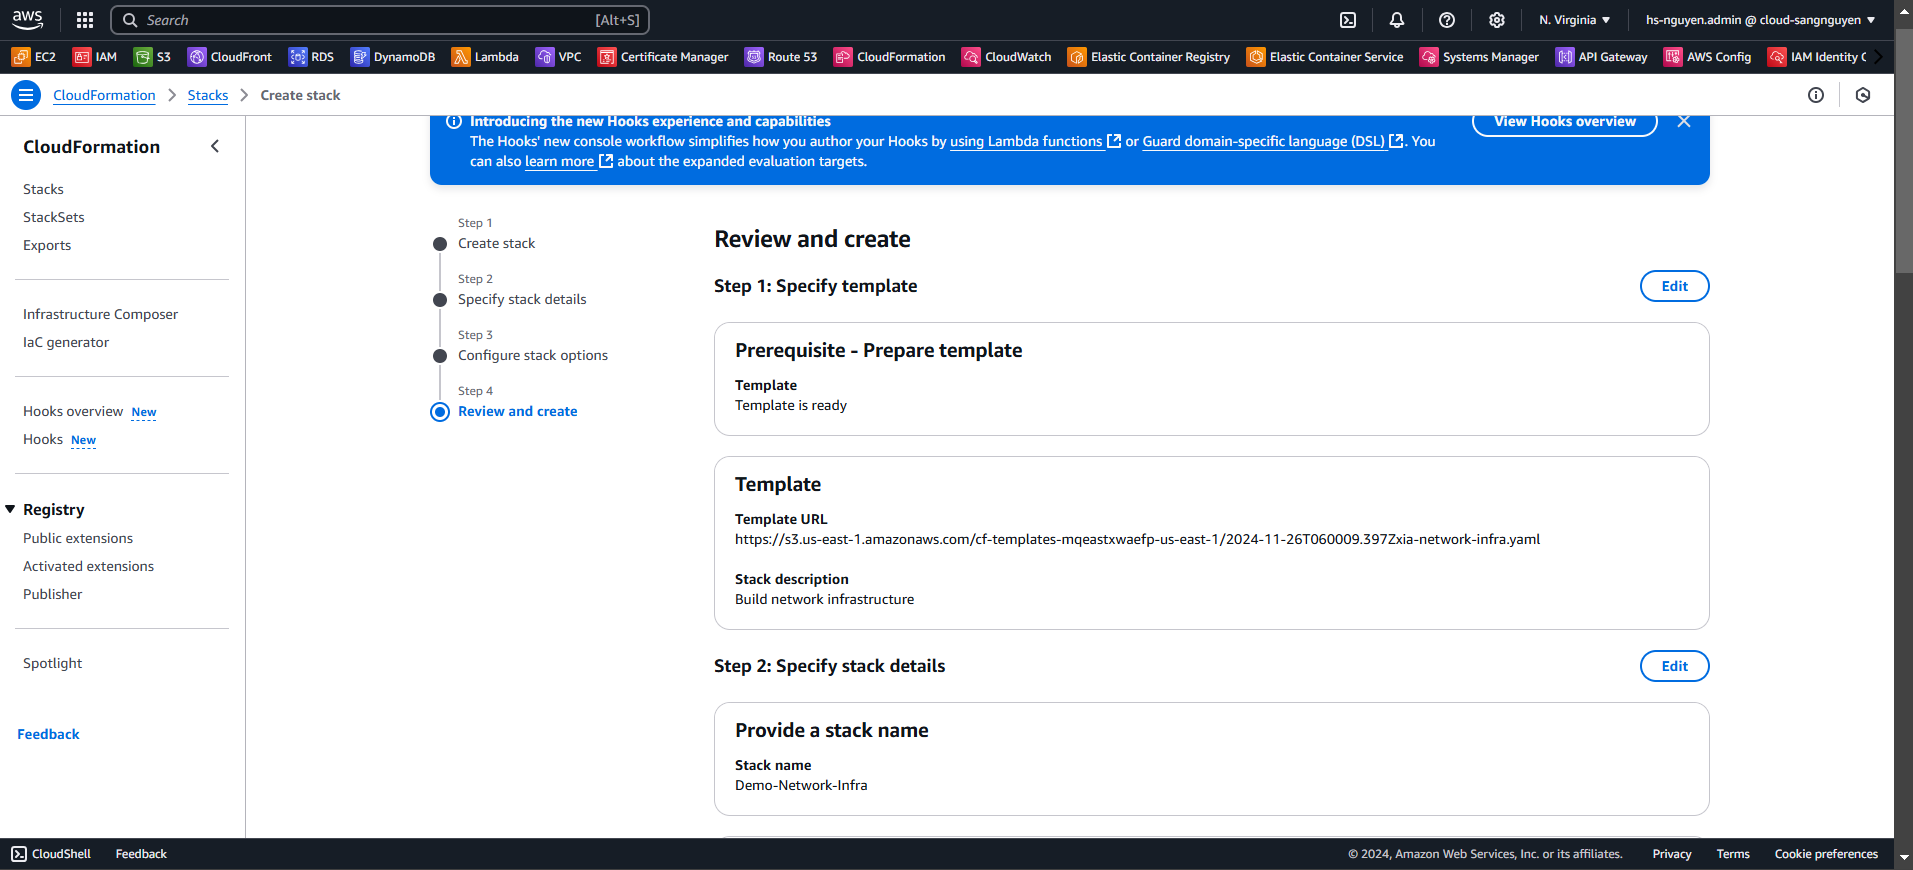 aws
Search [Alt+S]
N. Virginia ▼
hs-nguyen.admin @ cloud-sangnguyen ▼
EC2 IAM S3 CloudFront RDS DynamoDB Lambda VPC Certificate Manager Route 53 CloudFormation CloudWatch Elastic Container Registry Elastic Container Service Systems Manager API Gateway AWS Config IAM Identity C
CloudFormation > Stacks > Create stack
CloudFormation
Stacks
StackSets
Exports
Infrastructure Composer
IaC generator
Hooks overview New
Hooks New
Registry
Public extensions
Activated extensions
Publisher
Spotlight
Feedback
Introducing the new Hooks experience and capabilities
The Hooks' new console workflow simplifies how you author your Hooks by using Lambda functions or Guard domain-specific language (DSL). You
can also learn more about the expanded evaluation targets.
View Hooks overview
Step 1
Create stack
Step 2
Specify stack details
Step 3
Configure stack options
Step 4
Review and create
Review and create
Step 1: Specify template
Edit
Prerequisite - Prepare template
Template
Template is ready
Template
Template URL
https://s3.us-east-1.amazonaws.com/cf-templates-mqeastxwaefp-us-east-1/2024-11-26T060009.397Zxia-network-infra.yaml
Stack description
Build network infrastructure
Step 2: Specify stack details
Edit
Provide a stack name
Stack name
Demo-Network-Infra
CloudShell Feedback
© 2024, Amazon Web Services, Inc. or its affiliates. Privacy Terms Cookie preferences